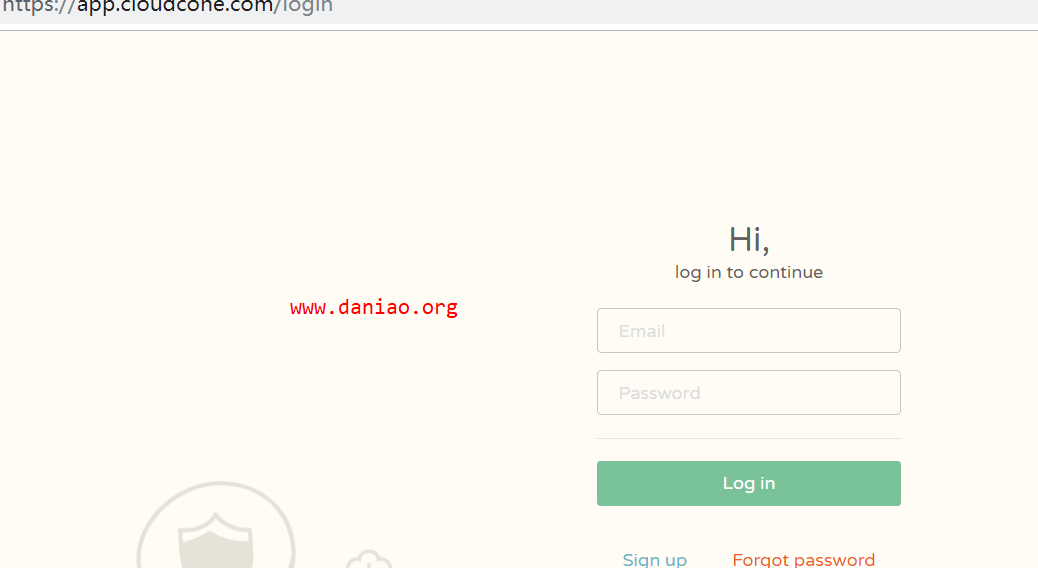 https://app.cloudcone.com/login
Hi,
log in to continue
www.daniao.org
Email
Password
Log in
Sign up
Forgot password